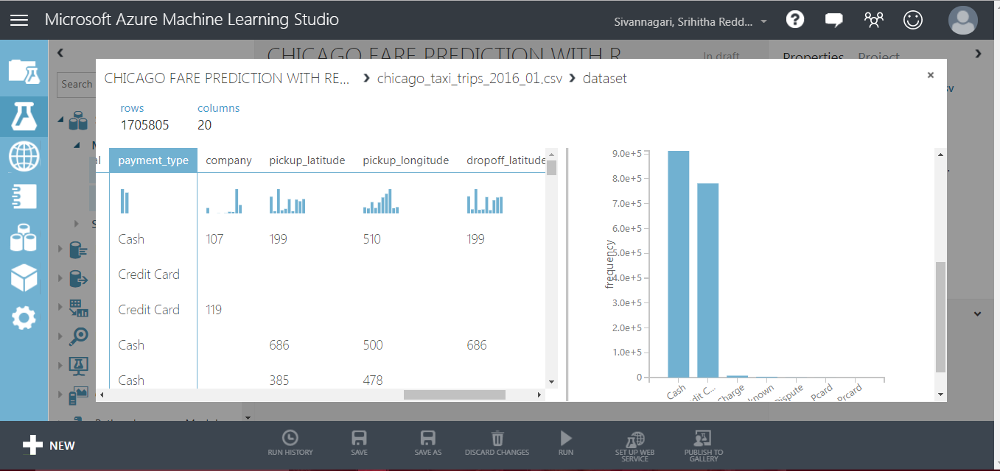 Microsoft Azure Machine Learning Studio
Sivannagari, Srihitha Redd...
CHICAGO FARE PREDICTION WITH R
In draft
Properties Project
Search
CHICAGO FARE PREDICTION WITH RE... > chicago_taxi_trips_2016_01.csv > dataset
×
rows columns
1705805 20
al payment_type company pickup_latitude pickup_longitude dropoff_latitude
Cash 107 199 510 199
Credit Card
Credit Card 119
Cash 686 500 686
Cash 385 478
frequency
9.0e+5
8.0e+5
7.0e+5
6.0e+5
5.0e+5
4.0e+5
3.0e+5
2.0e+5
1.0e+5
0
Cash
dit C...
harge
known
Dispute
Pcard
Prcard
sv
NEW
RUN HISTORY
SAVE
SAVE AS
DISCARD CHANGES
RUN
SET UP WEB
SERVICE
PUBLISH TO
GALLERY